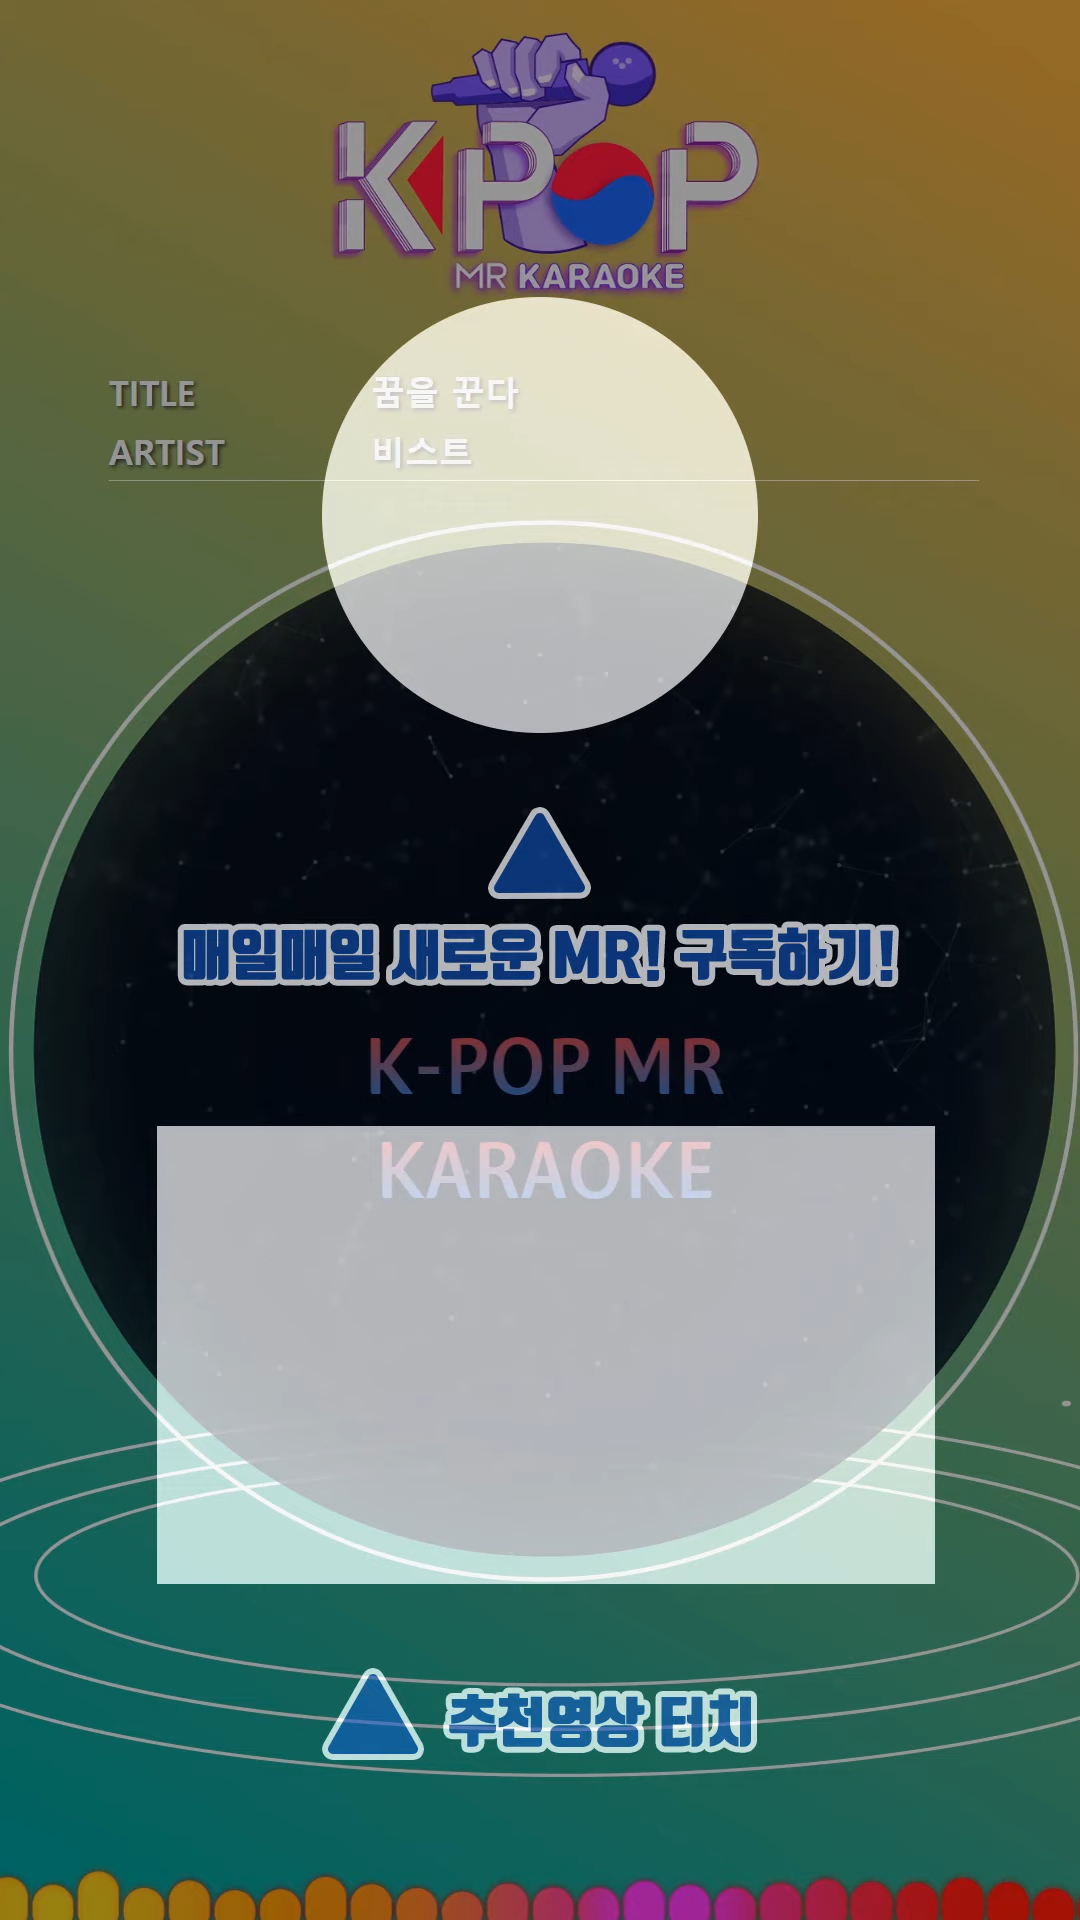 KPOP
MR KARAOKE
TITLE 꿈을 꾼다
ARTIST 비스트
매일매일 새로운 MR! 구독하기!
K-POP MR
KARAOKE
추천영상 터치